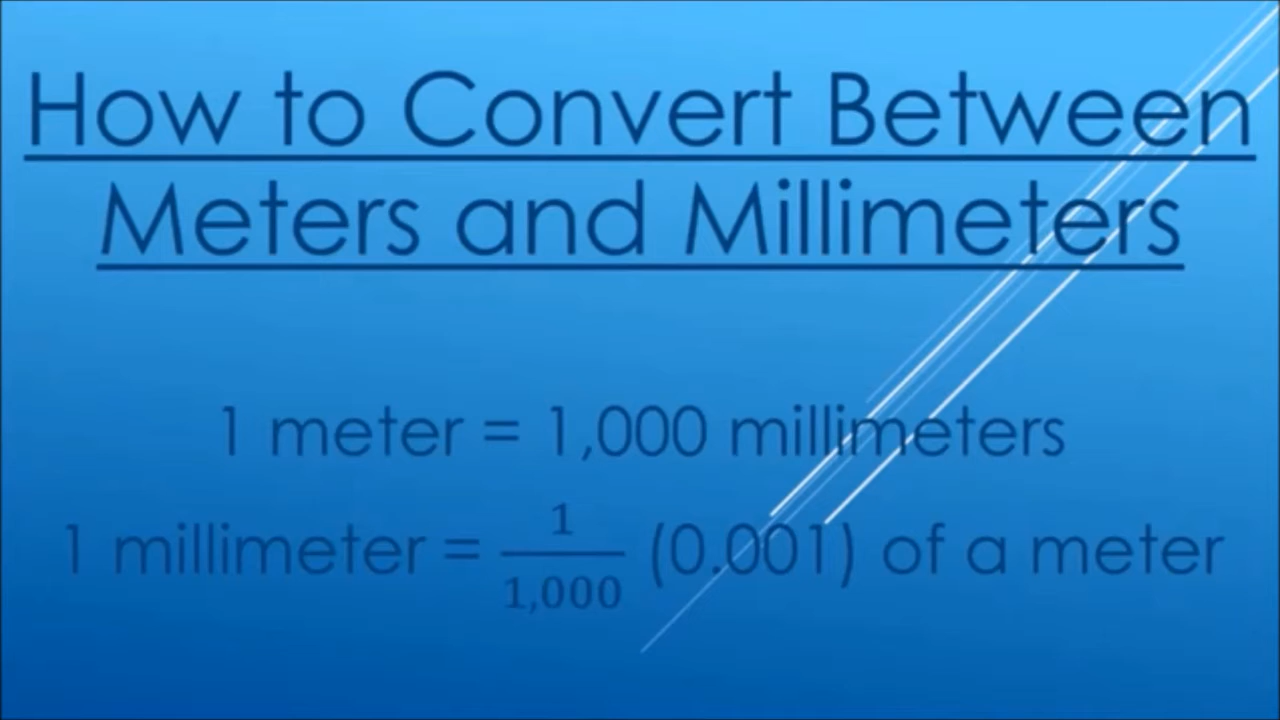 How to Convert Between
Meters and Millimeters
1 meter = 1,000 millimeters
1 millimeter = 1/1,000 (0.001) of a meter